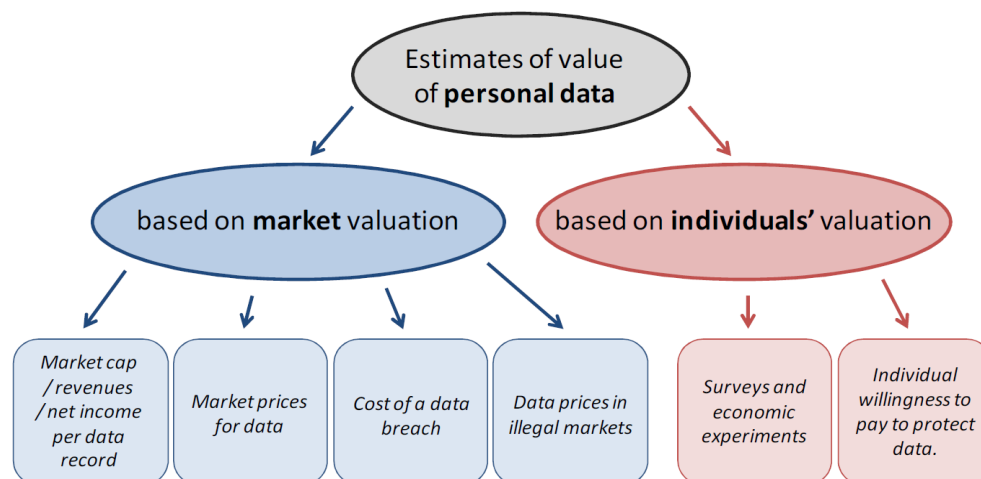 Estimates of value
of personal data
based on market valuation
based on individuals’ valuation
Market cap
/ revenues
/ net income
per data
record
Market prices
for data
Cost of a data
breach
Data prices in
illegal markets
Surveys and
economic
experiments
Individual
willingness to
pay to protect
data.